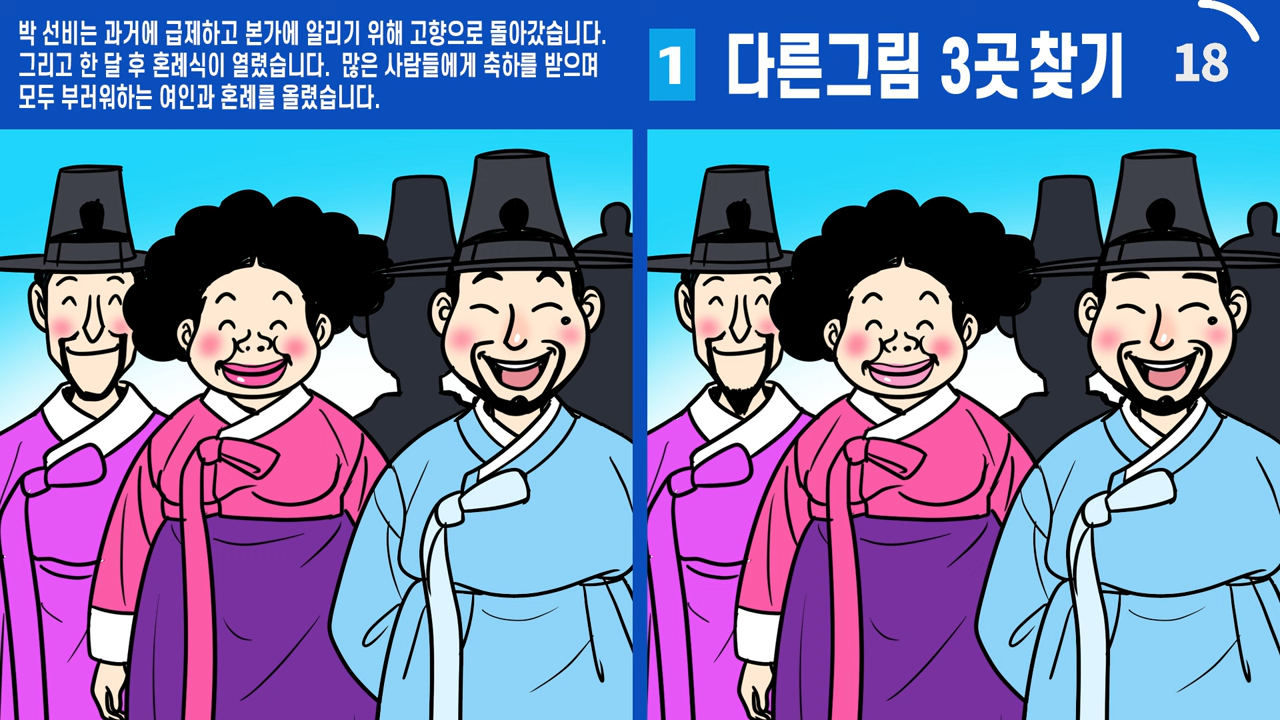 박 선비는 과거에 급제하고 본가에 알리기 위해 고향으로 돌아갔습니다.
그리고 한 달 후 혼례식이 열렸습니다. 많은 사람들에게 축하를 받으며
모두 부러워하는 여인과 혼례를 올렸습니다.
1 다른그림 3곳 찾기 18